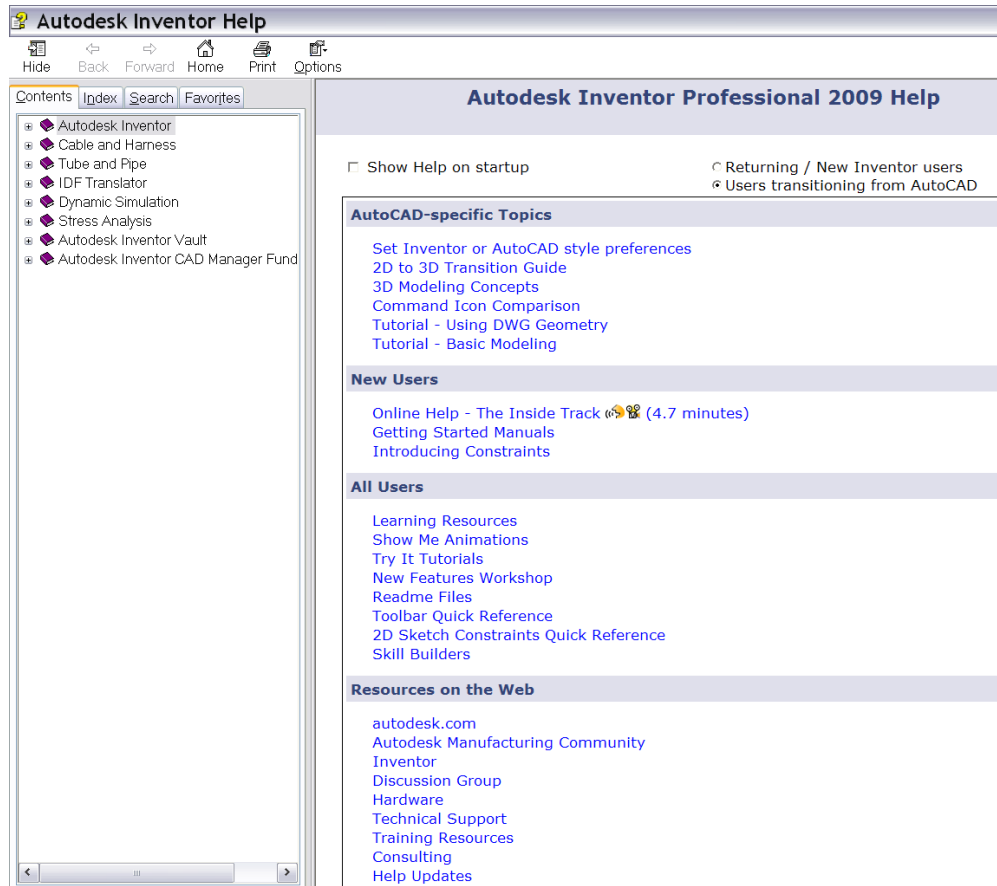 Autodesk Inventor Help
Hide Back Forward Home Print Options
Contents Index Search Favorites
Autodesk Inventor
Cable and Harness
Tube and Pipe
IDF Translator
Dynamic Simulation
Stress Analysis
Autodesk Inventor Vault
Autodesk Inventor CAD Manager Fund
Autodesk Inventor Professional 2009 Help
Show Help on startup
Returning / New Inventor users
Users transitioning from AutoCAD
AutoCAD-specific Topics
Set Inventor or AutoCAD style preferences
2D to 3D Transition Guide
3D Modeling Concepts
Command Icon Comparison
Tutorial - Using DWG Geometry
Tutorial - Basic Modeling
New Users
Online Help - The Inside Track (4.7 minutes)
Getting Started Manuals
Introducing Constraints
All Users
Learning Resources
Show Me Animations
Try It Tutorials
New Features Workshop
Readme Files
Toolbar Quick Reference
2D Sketch Constraints Quick Reference
Skill Builders
Resources on the Web
autodesk.com
Autodesk Manufacturing Community
Inventor
Discussion Group
Hardware
Technical Support
Training Resources
Consulting
Help Updates